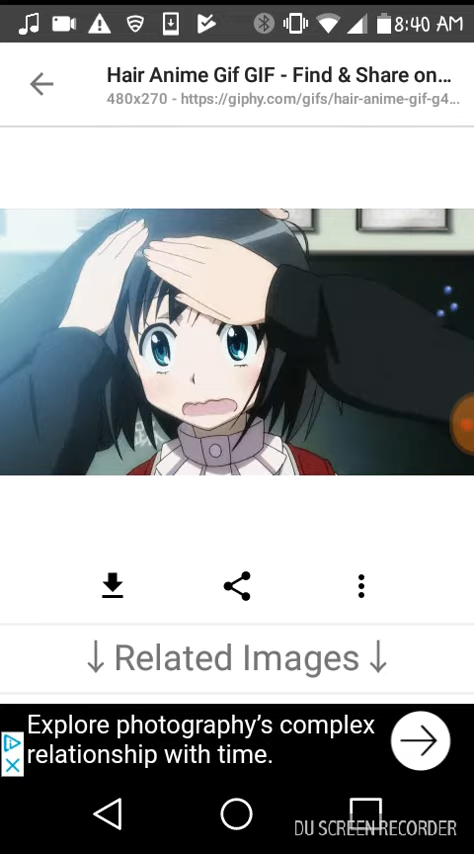 8:40 AM
Hair Anime Gif GIF - Find & Share on...
480x270 - https://giphy.com/gifs/hair-anime-gif-g4...
↓ Related Images ↓
Explore photography's complex
relationship with time.
DU SCREEN RECORDER